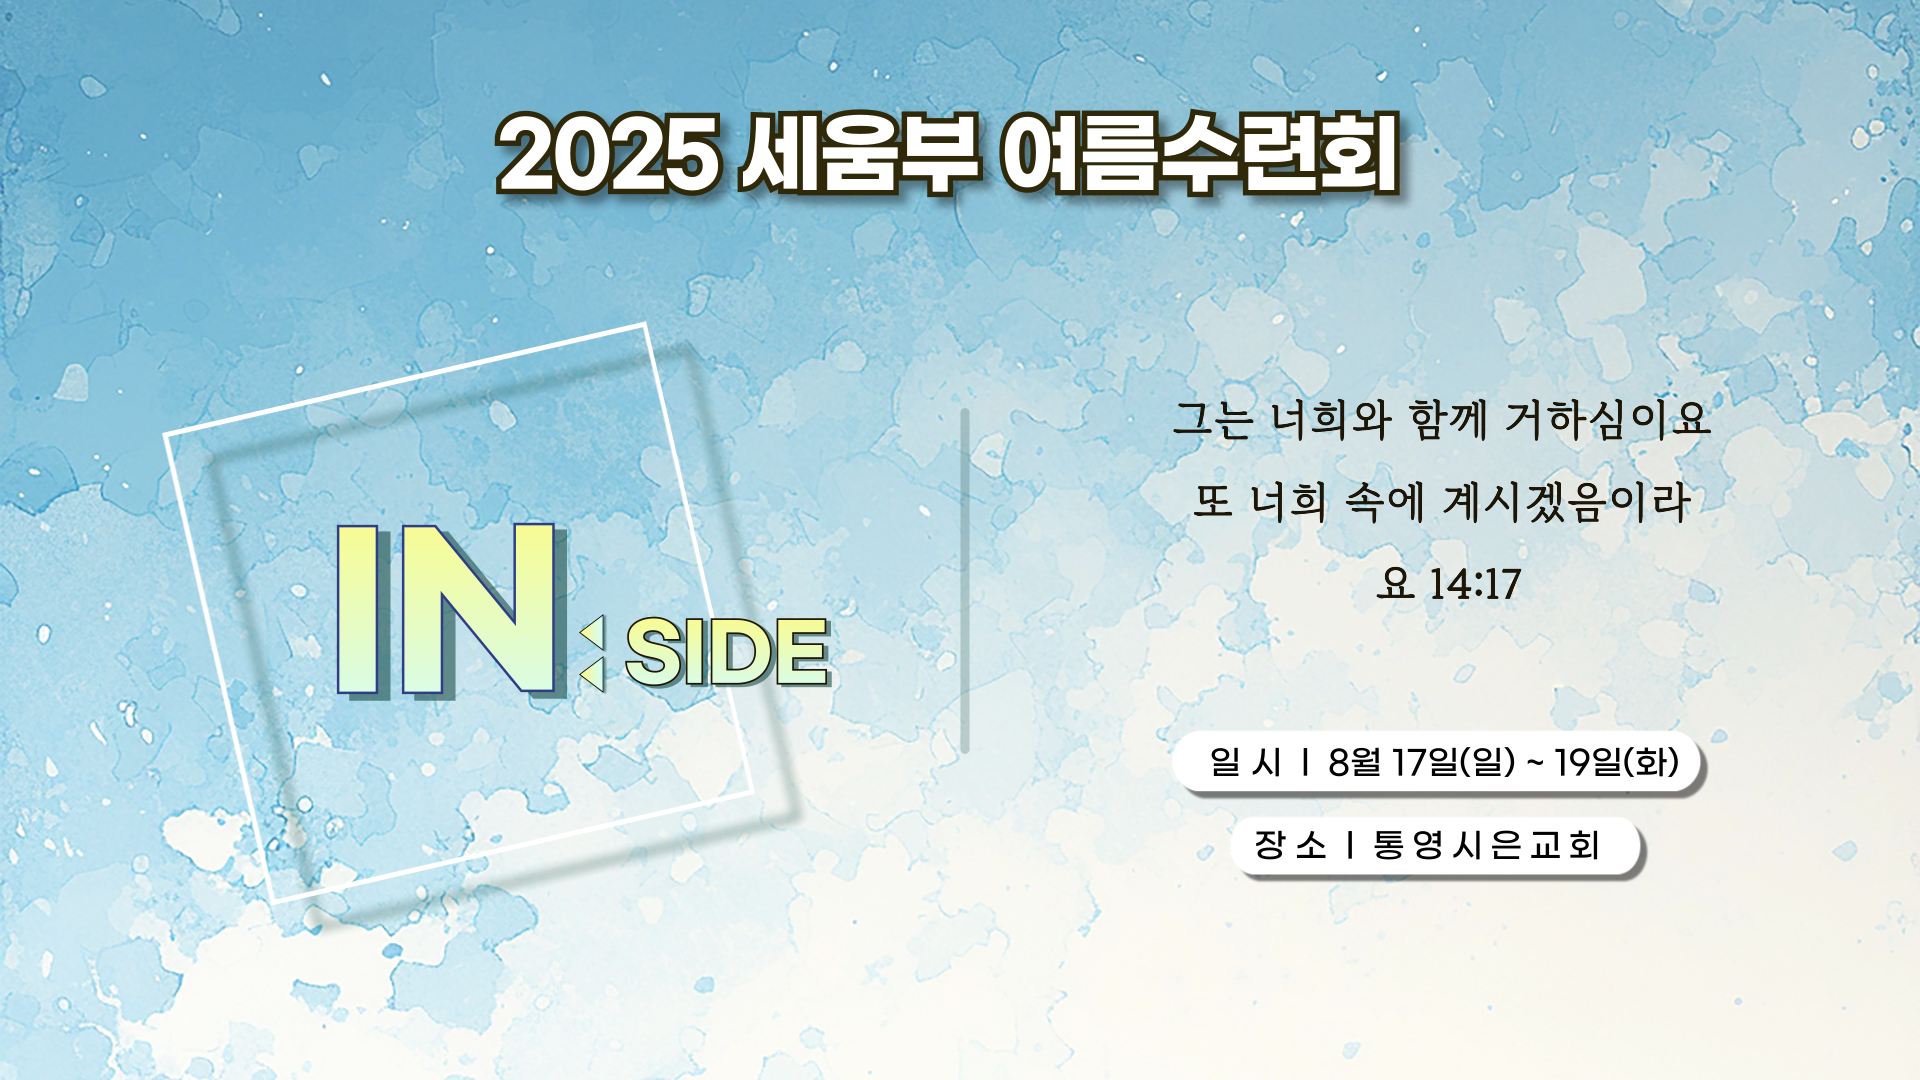 2025 세움부 여름수련회
IN:SIDE
그는 너희와 함께 거하심이요
또 너희 속에 계시겠음이라
요 14:17
일 시 ㅣ 8월 17일(일) ~ 19일(화)
장 소 ㅣ 통영시은교회